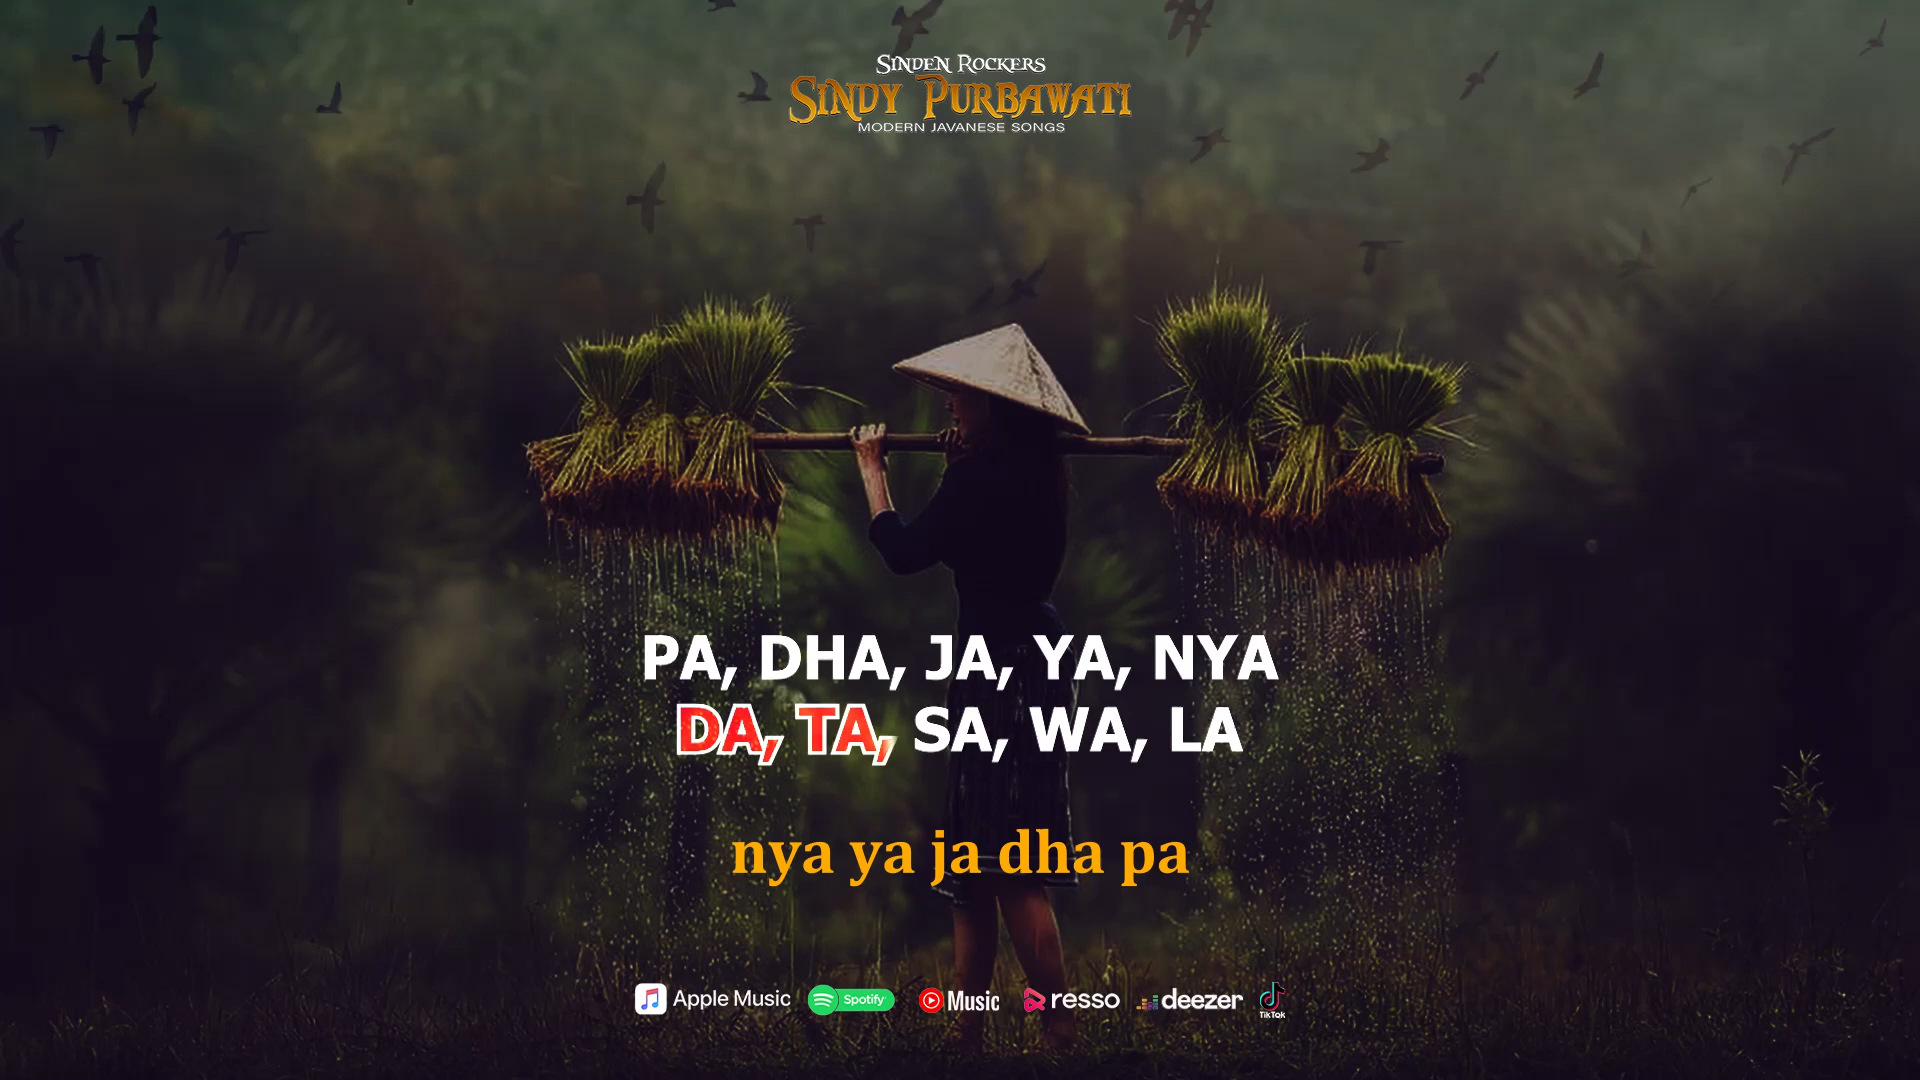 SINDEN ROCKERS
SINDY PURBAWATI
MODERN JAVANESE SONGS
PA, DHA, JA, YA, NYA
DA, TA, SA, WA, LA
nya ya ja dha pa
Apple Music Spotify Music resso deezer TikTok